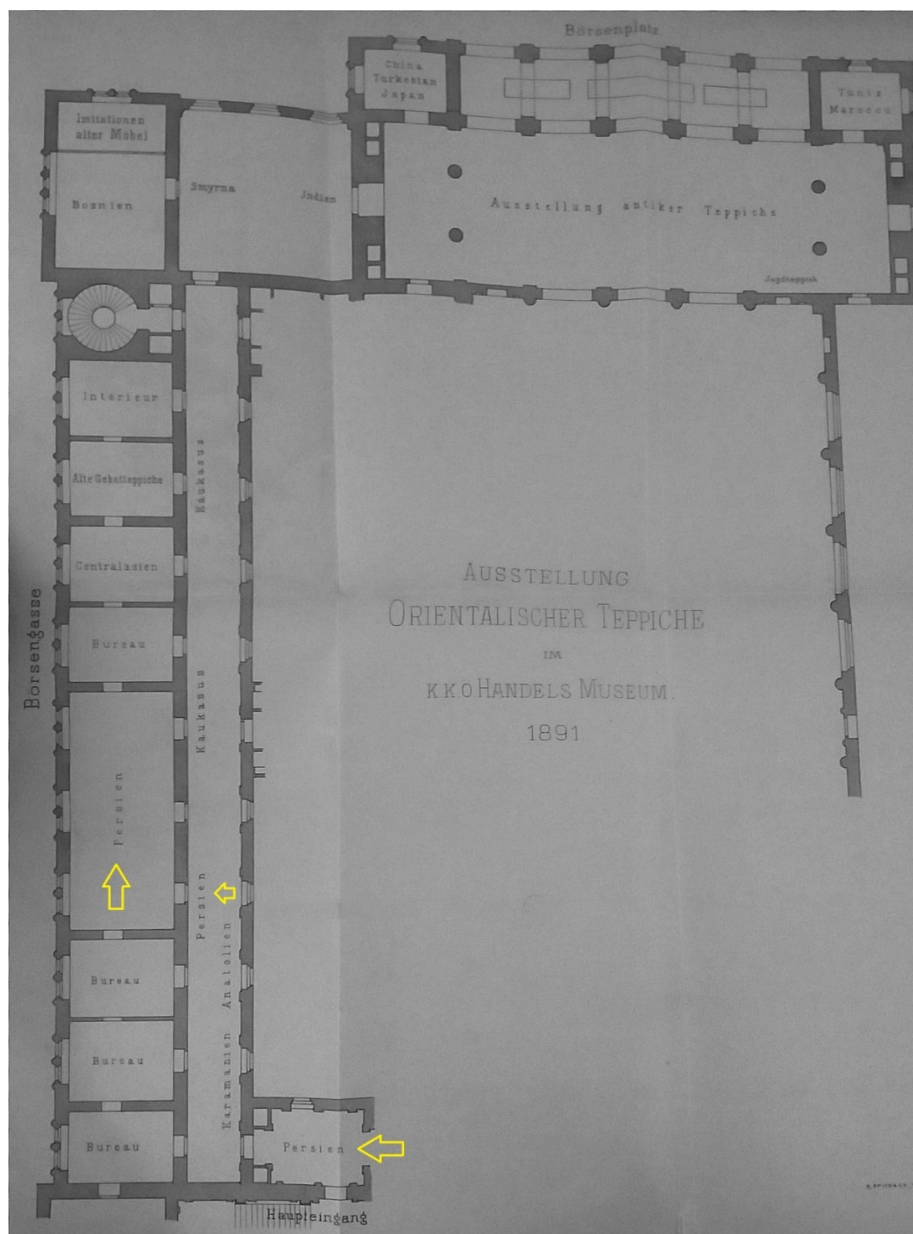 Börsenplatz
China
Turkestan
Japan
Tunis
Marocco
Imitationen
alter Möbel
Bosnien
Smyrna
Indien
Ausstellung antiker Teppiche
Jagdteppich
Interieur
Alte Gebetteppiche
Centralasien
Bureau
Persien
Bureau
Bureau
Bureau
Börsengasse
Kaukasus
Kaukasus
Persien
Anatolien
Karamanien
Persien
Haupteingang
AUSSTELLUNG
ORIENTALISCHER TEPPICHE
IM
K.K.Ö HANDELS MUSEUM.
1891.